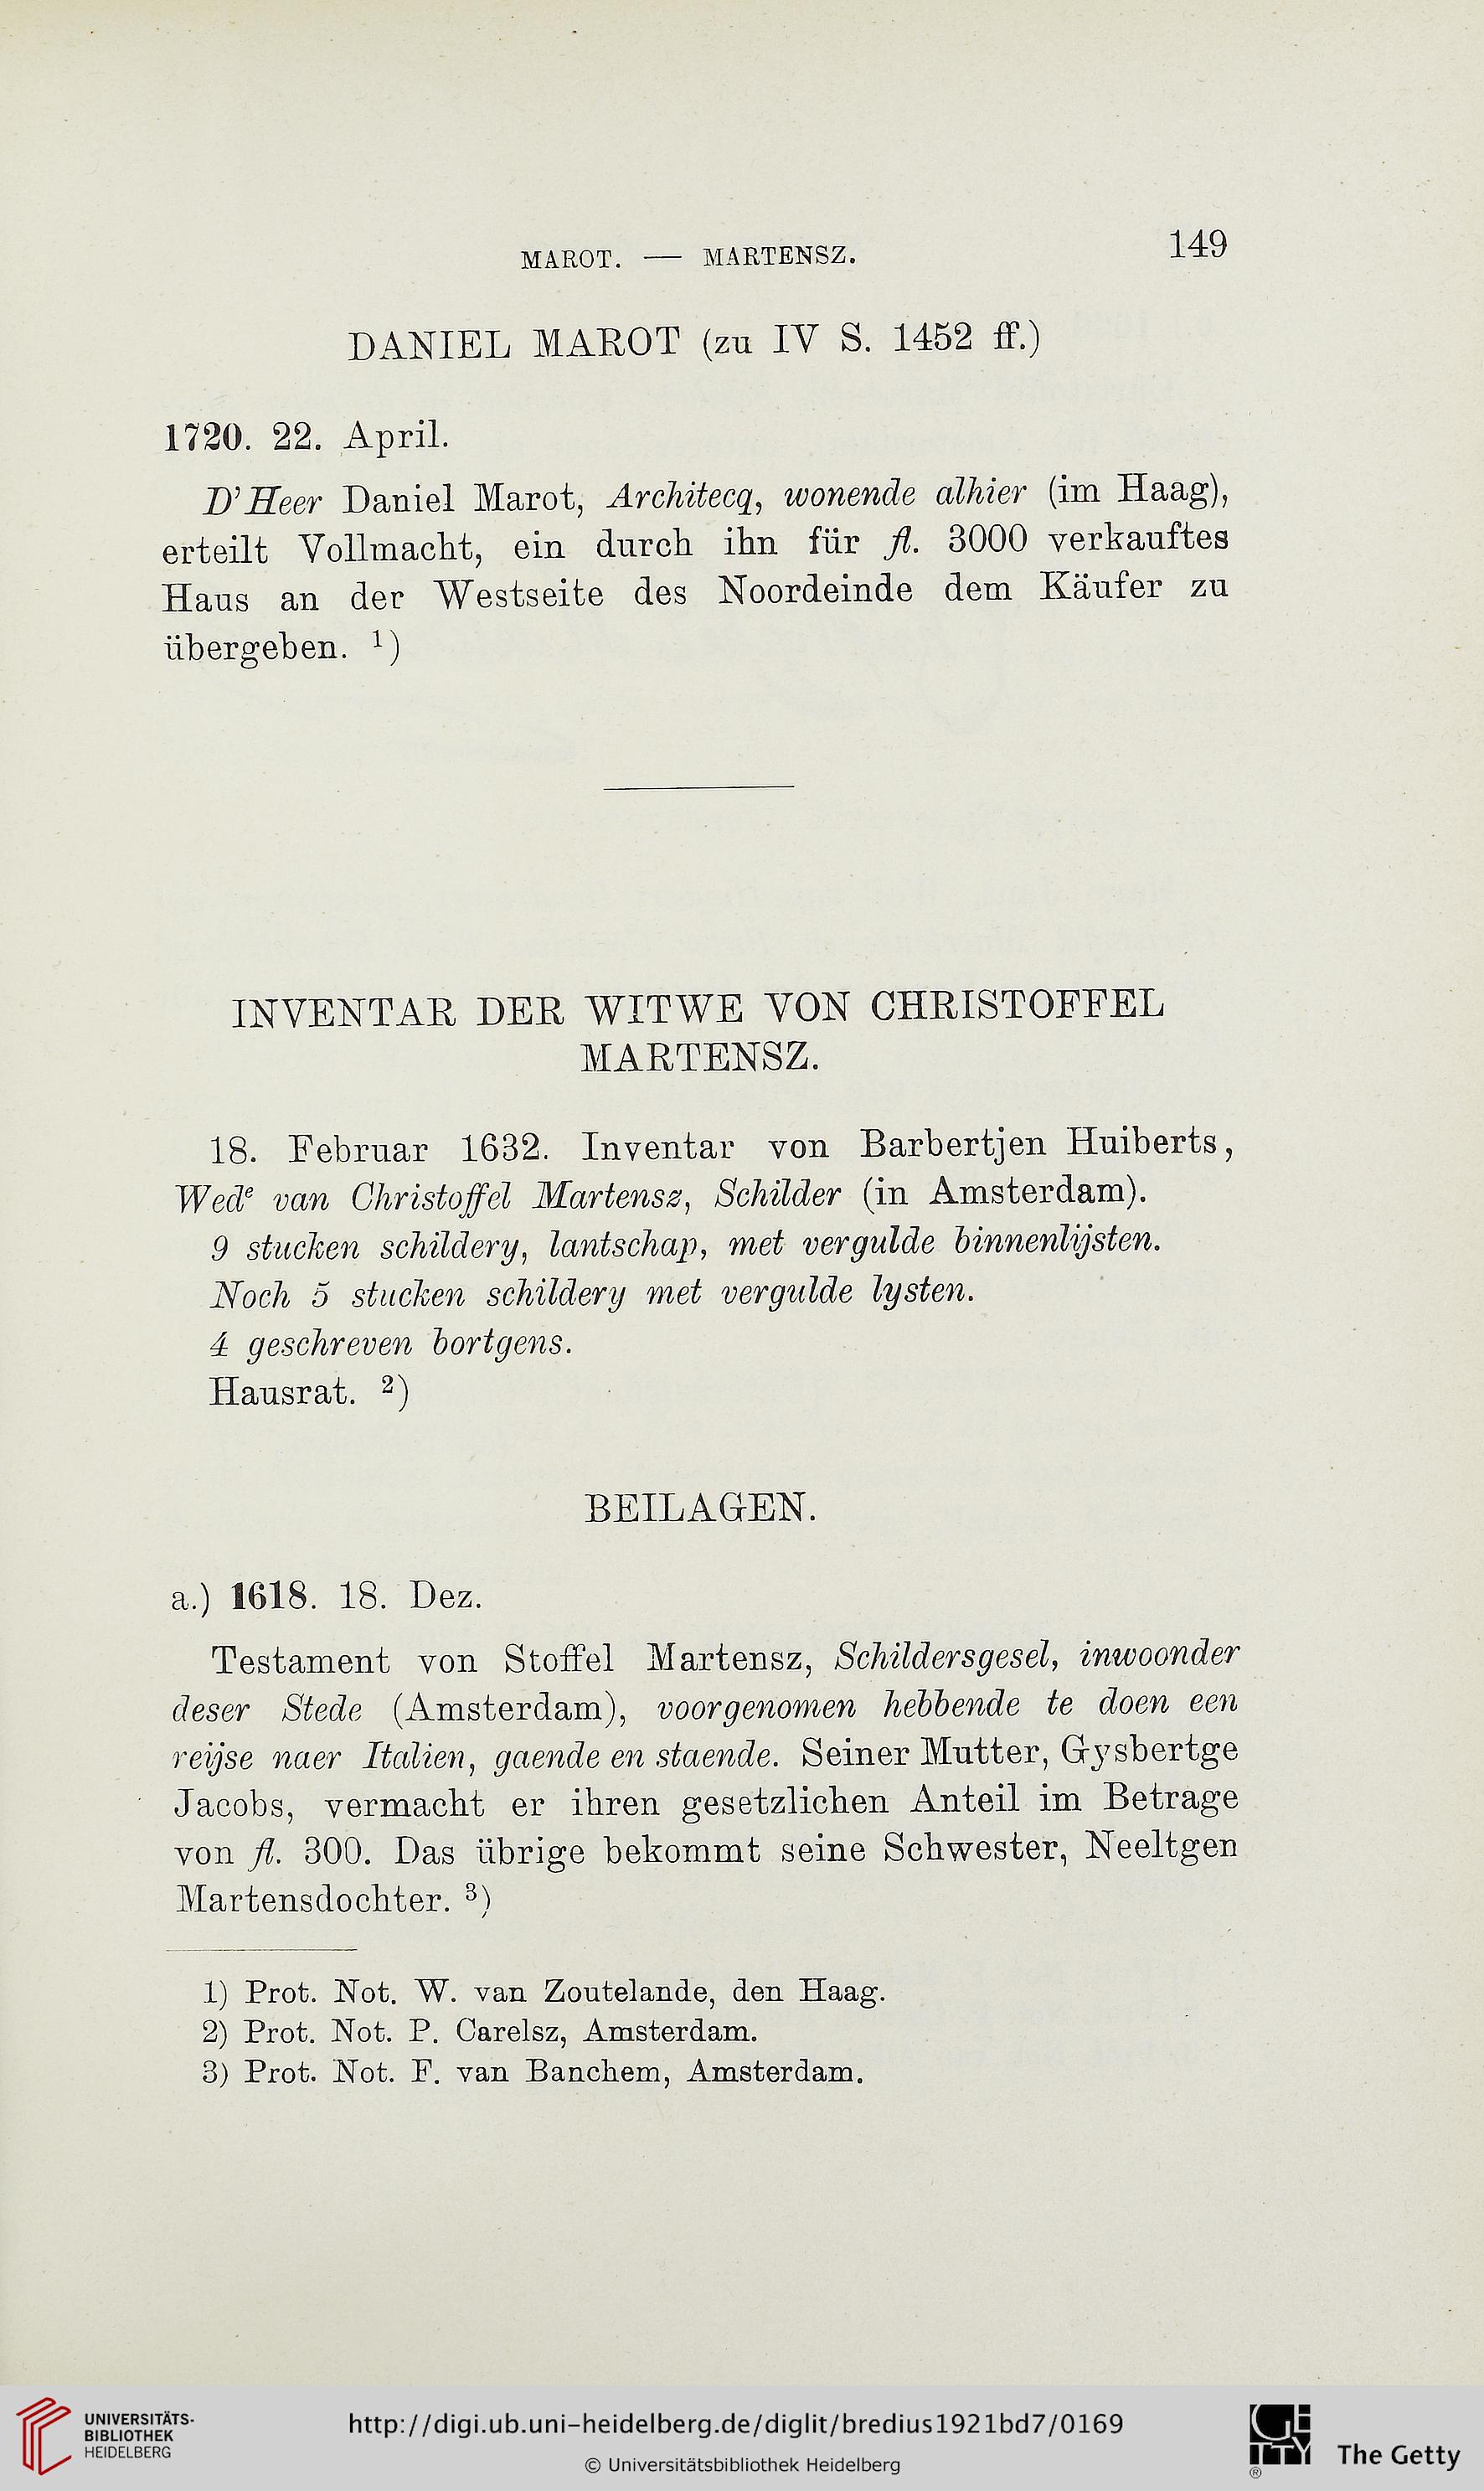 MAROT. — MARTENSZ.
149
DANIEL MAROT (zu IV S. 1452 ff.)
1720. 22. April.
D' Heer Daniel Marot, Architecq, wonende alhier (im Haag),
erteilt Vollmacht, ein durch ihn für fl. 3000 verkauftes
Haus an der Westseite des Noordeinde dem Käufer zu
übergeben. ¹)
INVENTAR DER WITWE VON CHRISTOFFEL
MARTENSZ.
18. Februar 1632. Inventar von Barbertjen Huiberts,
Wedᵉ van Christoffel Martensz, Schilder (in Amsterdam).
9 stucken schildery, lantschap, met vergulde binnenlijsten.
Noch 5 stucken schildery met vergulde lysten.
4 geschreven bortgens.
Hausrat. ²)
BEILAGEN.
a.) 1618. 18. Dez.
Testament von Stoffel Martensz, Schildersgesel, inwoonder
deser Stede (Amsterdam), voorgenomen hebbende te doen een
reijse naer Italien, gaende en staende. Seiner Mutter, Gysbertge
Jacobs, vermacht er ihren gesetzlichen Anteil im Betrage
von fl. 300. Das übrige bekommt seine Schwester, Neeltgen
Martensdochter. ³)
1) Prot. Not. W. van Zoutelande, den Haag.
2) Prot. Not. P. Carelsz, Amsterdam.
3) Prot. Not. F. van Banchem, Amsterdam.
UNIVERSITÄTS-
BIBLIOTHEK
HEIDELBERG
http://digi.ub.uni-heidelberg.de/diglit/bredius1921bd7/0169
© Universitätsbibliothek Heidelberg
GETTY
®
The Getty